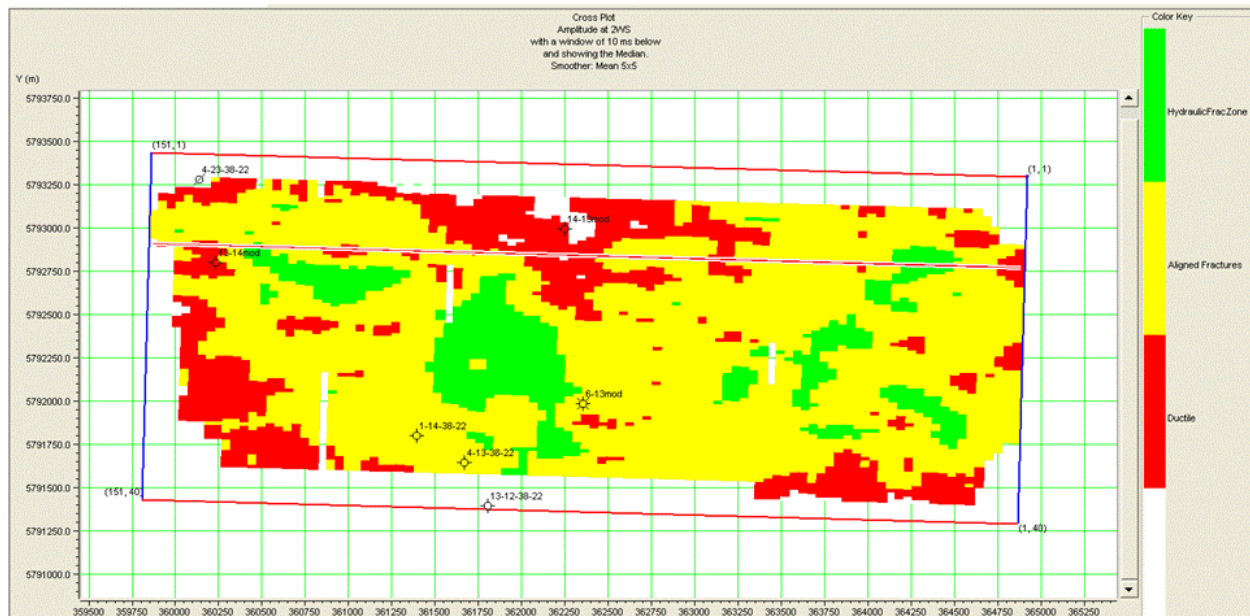 Cross Plot
Amplitude at 2WS
with a window of 10 ms below
and showing the Median.
Smoother: Mean 5x5
Color Key
Y (m)
5793750.0
5793500.0
5793250.0
5793000.0
5792750.0
5792500.0
5792250.0
5792000.0
5791750.0
5791500.0
5791250.0
5791000.0
(151, 1)
(1, 1)
4-23-38-22
14-15mod
14mod
6-13mod
1-14-38-22
4-13-38-22
13-12-38-22
(151, 40)
(1, 40)
HydraulicFracZone
Aligned Fractures
Ductile
359500 359750 360000 360250 360500 360750 361000 361250 361500 361750 362000 362250 362500 362750 363000 363250 363500 363750 364000 364250 364500 364750 365000 365250